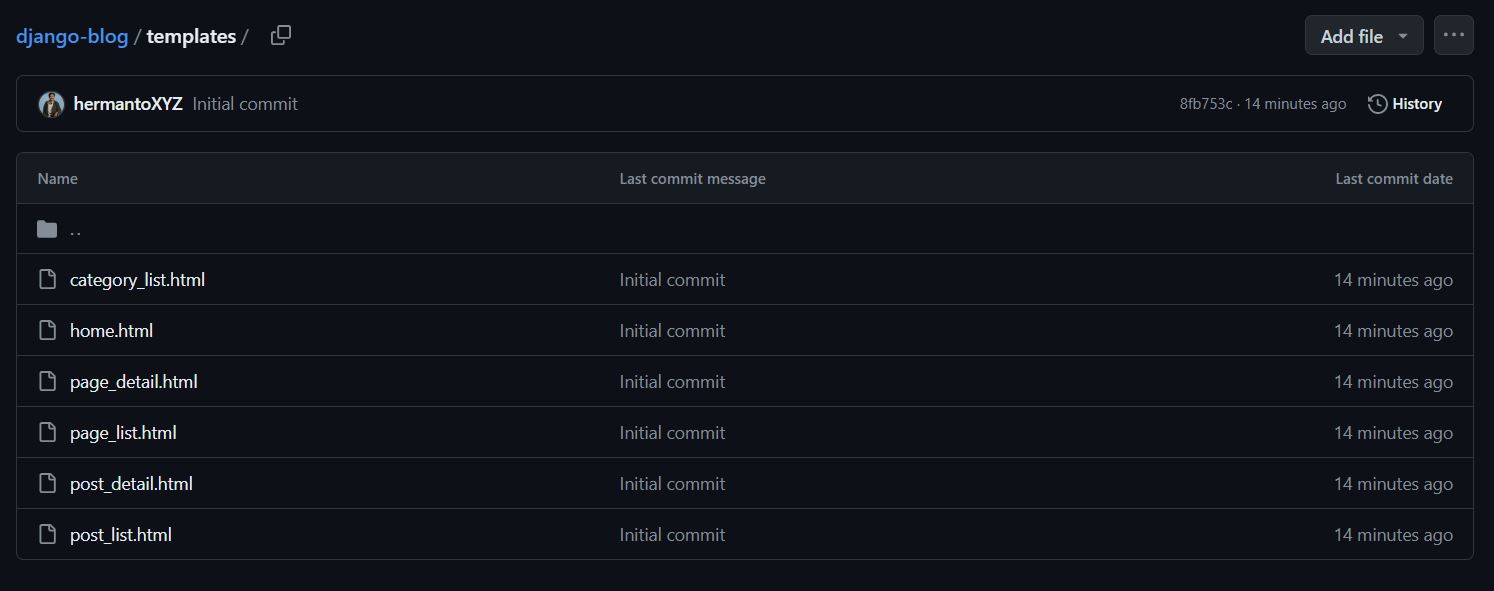 django-blog / templates /
Add file
hermantoXYZ Initial commit
8fb753c · 14 minutes ago History
Name Last commit message Last commit date
..
category_list.html Initial commit 14 minutes ago
home.html Initial commit 14 minutes ago
page_detail.html Initial commit 14 minutes ago
page_list.html Initial commit 14 minutes ago
post_detail.html Initial commit 14 minutes ago
post_list.html Initial commit 14 minutes ago